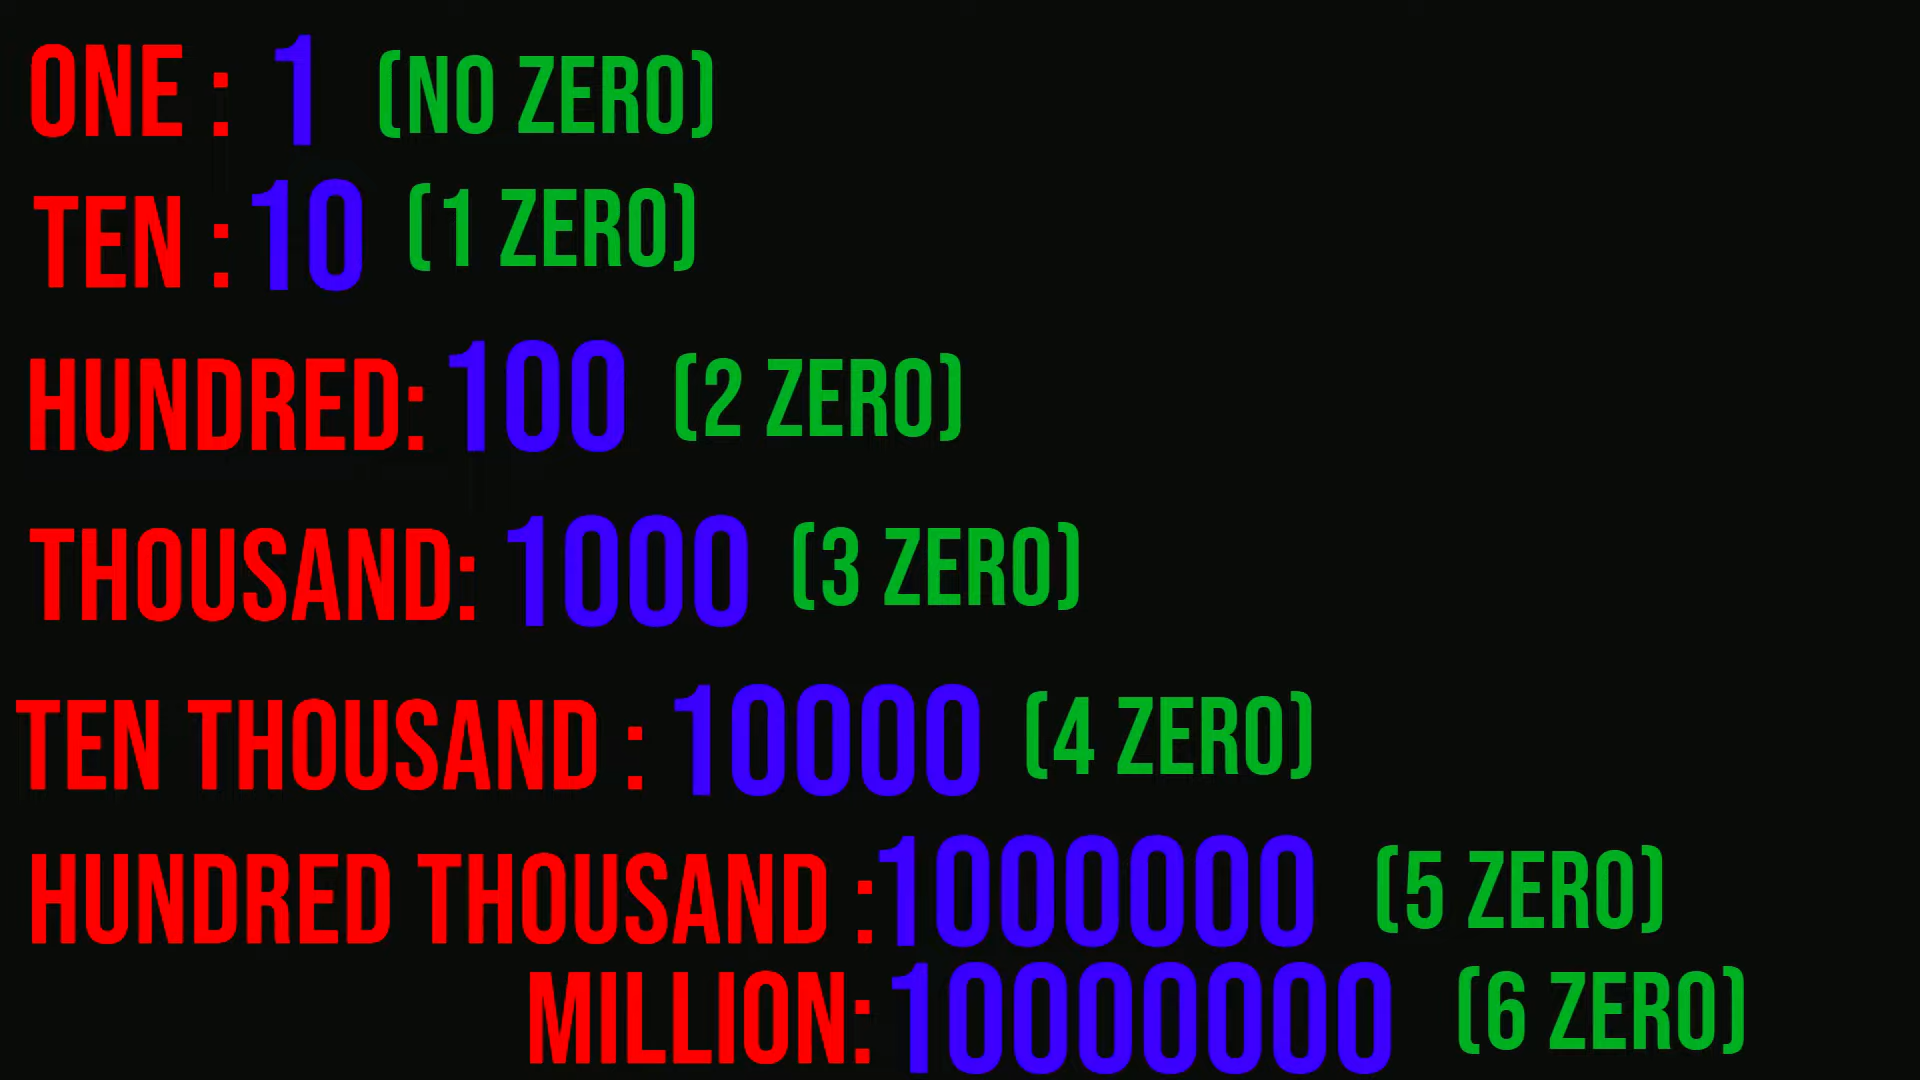 ONE : 1 (NO ZERO)
TEN : 10 (1 ZERO)
HUNDRED: 100 (2 ZERO)
THOUSAND: 1000 (3 ZERO)
TEN THOUSAND : 10000 (4 ZERO)
HUNDRED THOUSAND :1000000 (5 ZERO)
MILLION: 10000000 (6 ZERO)